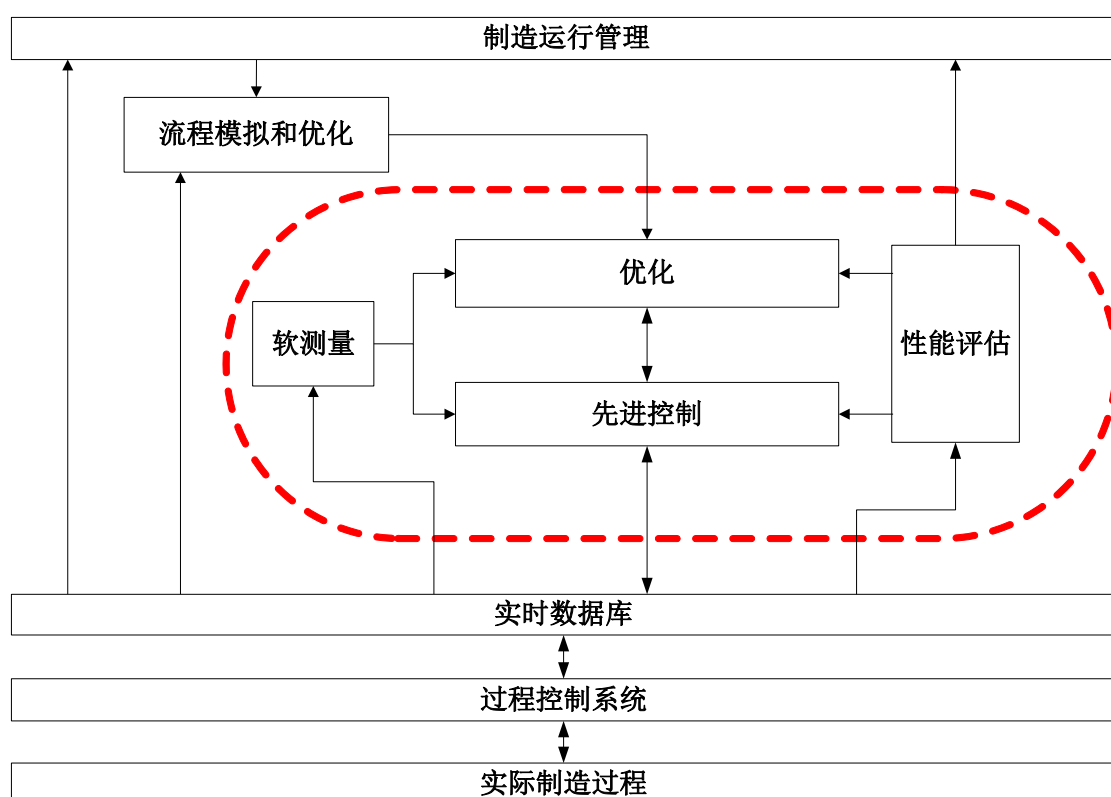 制造运行管理
流程模拟和优化
优化
软测量
性能评估
先进控制
实时数据库
过程控制系统
实际制造过程